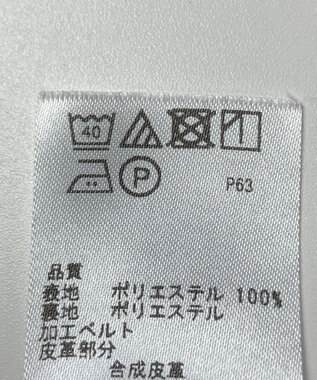 40
P
P63
品質
表地 ポリエステル 100%
裏地 ポリエステル
加工ベルト
皮革部分
合成皮革